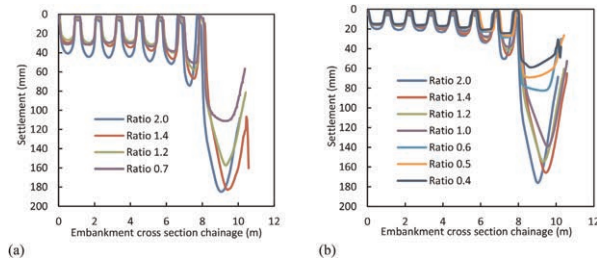 0
20
40
60
80
100
120
140
160
180
200
Settlement (mm)
Ratio 2.0
Ratio 1.4
Ratio 1.2
Ratio 0.7
0 2 4 6 8 10 12
Embankment cross section chainage (m)
(a)
0
20
40
60
80
100
120
140
160
180
200
Settlement (mm)
Ratio 2.0
Ratio 1.4
Ratio 1.2
Ratio 1.0
Ratio 0.6
Ratio 0.5
Ratio 0.4
0 2 4 6 8 10 12
Embankment cross section chainage (m)
(b)